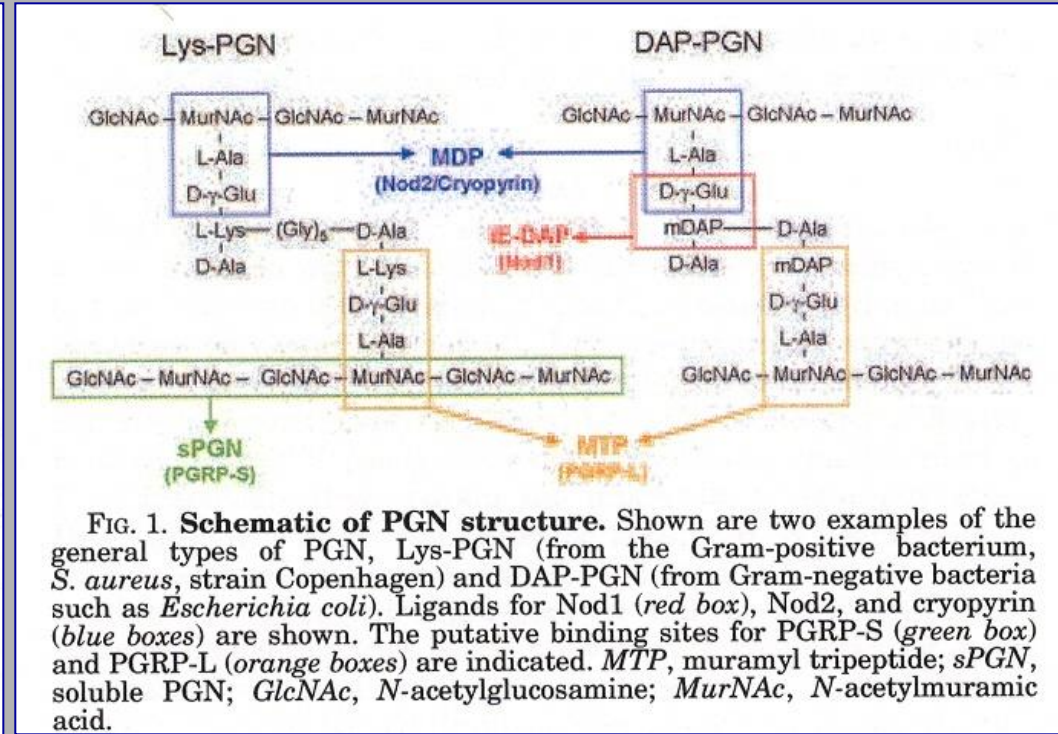 Lys-PGN DAP-PGN
GlcNAc – MurNAc – GlcNAc – MurNAc GlcNAc – MurNAc – GlcNAc – MurNAc
L-Ala L-Ala
MDP
(Nod2/Cryopyrin)
D-γ-Glu D-γ-Glu
L-Lys – (Gly)5 – D-Ala mDAP – D-Ala
iE-DAP
(Nod1)
D-Ala L-Lys D-Ala mDAP
D-γ-Glu D-γ-Glu
L-Ala L-Ala
GlcNAc – MurNAc – GlcNAc – MurNAc – GlcNAc – MurNAc GlcNAc – MurNAc – GlcNAc – MurNAc
sPGN MTP
(PGRP-S) (PGRP-L)
FIG. 1. Schematic of PGN structure. Shown are two examples of the
general types of PGN, Lys-PGN (from the Gram-positive bacterium,
S. aureus, strain Copenhagen) and DAP-PGN (from Gram-negative bacteria
such as Escherichia coli). Ligands for Nod1 (red box), Nod2, and cryopyrin
(blue boxes) are shown. The putative binding sites for PGRP-S (green box)
and PGRP-L (orange boxes) are indicated. MTP, muramyl tripeptide; sPGN,
soluble PGN; GlcNAc, N-acetylglucosamine; MurNAc, N-acetylmuramic
acid.